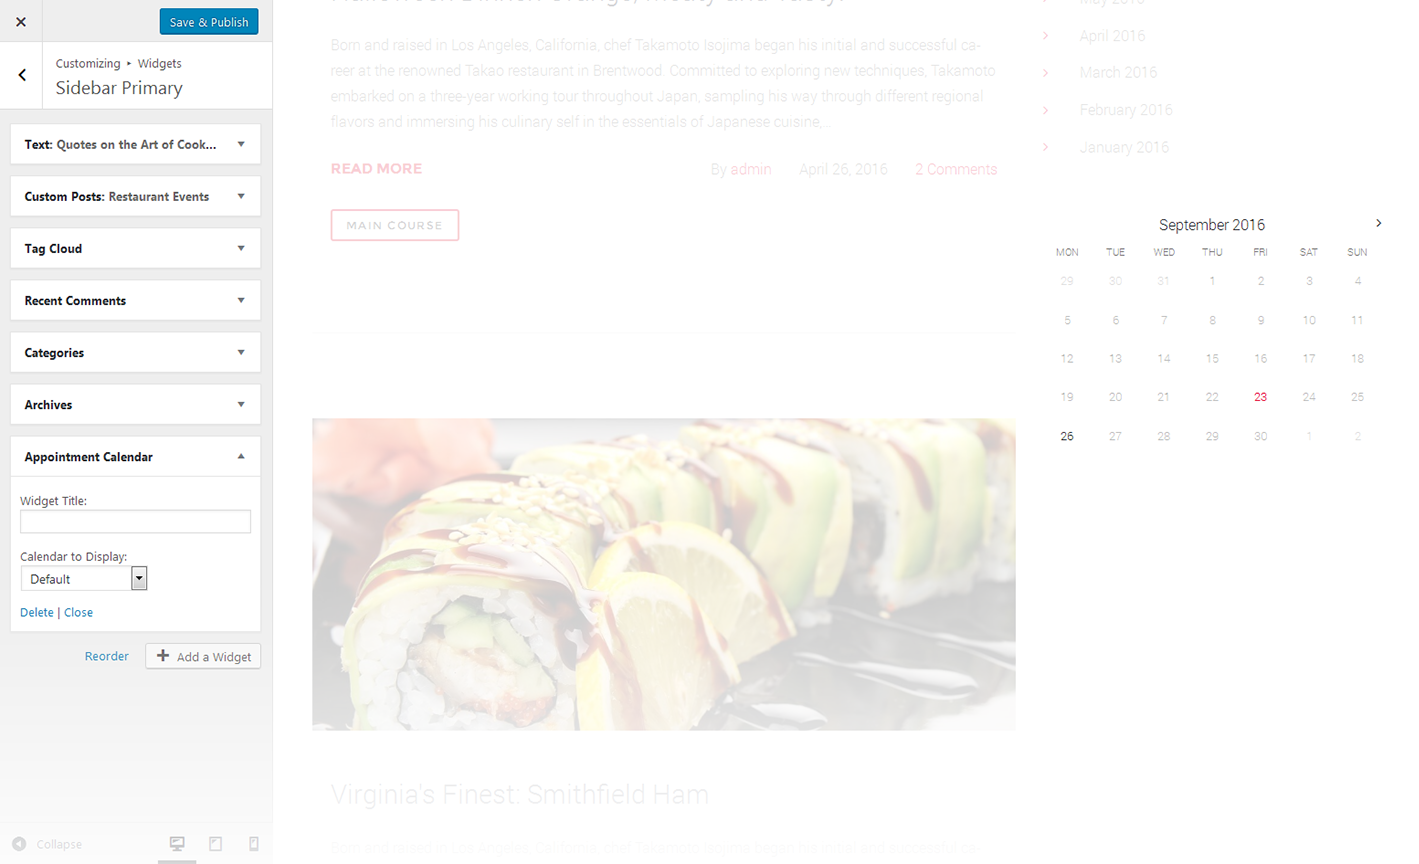 Save & Publish
Customizing ▸ Widgets
Sidebar Primary
Text: Quotes on the Art of Cook...
Custom Posts: Restaurant Events
Tag Cloud
Recent Comments
Categories
Archives
Appointment Calendar
Widget Title:
Calendar to Display:
Default
Delete | Close
Reorder
Add a Widget
Collapse
Born and raised in Los Angeles, California, chef Takamoto Isojima began his initial and successful ca-
reer at the renowned Takao restaurant in Brentwood. Committed to exploring new techniques, Takamoto
embarked on a three-year working tour throughout Japan, sampling his way through different regional
flavors and immersing his culinary self in the essentials of Japanese cuisine,...
READ MORE By admin April 26, 2016 2 Comments
MAIN COURSE
Virginia's Finest: Smithfield Ham
May 2016
April 2016
March 2016
February 2016
January 2016
September 2016
MON TUE WED THU FRI SAT SUN
29 30 31 1 2 3 4
5 6 7 8 9 10 11
12 13 14 15 16 17 18
19 20 21 22 23 24 25
26 27 28 29 30 1 2